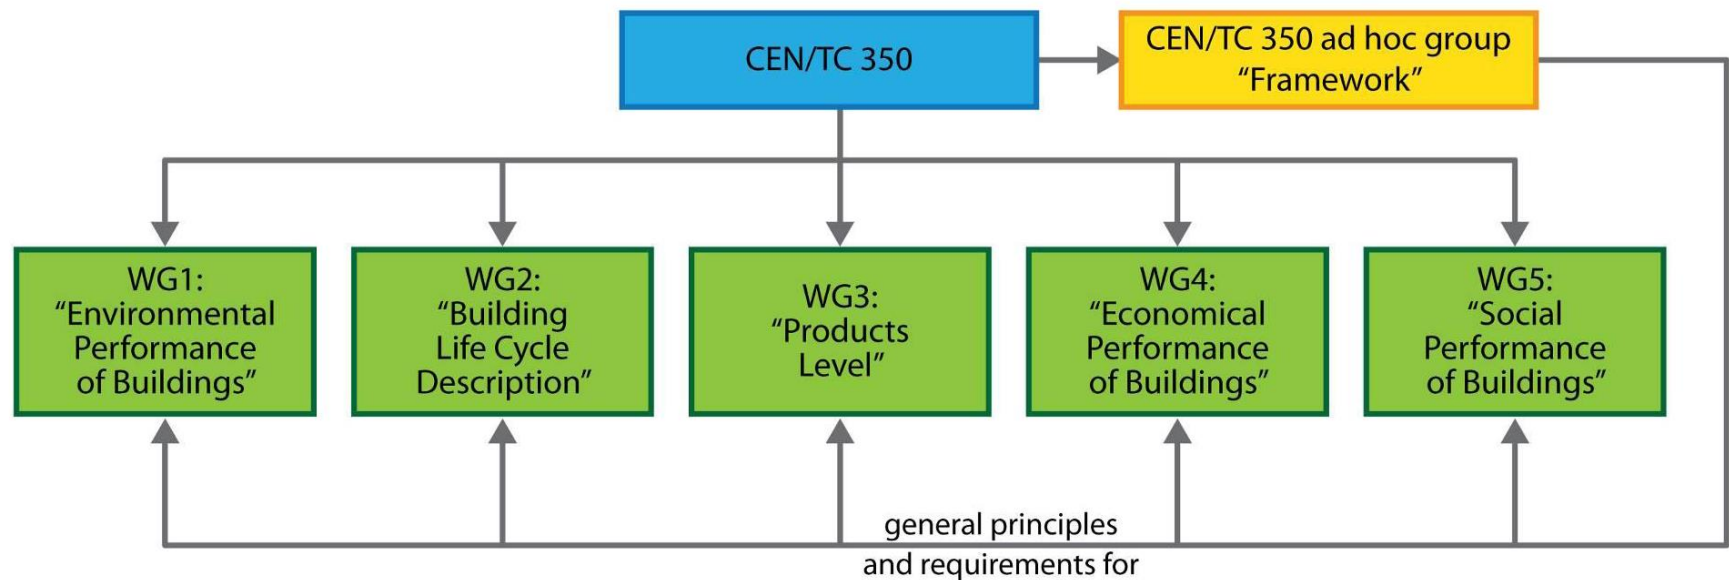 CEN/TC 350
CEN/TC 350 ad hoc group
“Framework”
WG1:
“Environmental
Performance
of Buildings”
WG2:
“Building
Life Cycle
Description”
WG3:
“Products
Level”
WG4:
“Economical
Performance
of Buildings”
WG5:
“Social
Performance
of Buildings”
general principles
and requirements for